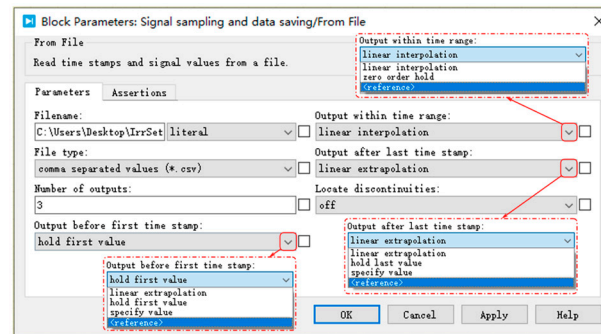 Block Parameters: Signal sampling and data saving/From File
From File
Read time stamps and signal values from a file.
Output within time range:
linear interpolation
linear interpolation
zero order hold
<reference>
Parameters
Assertions
Filename:
C:\Users\Desktop\IrrSet
literal
Output within time range:
linear interpolation
File type:
comma separated values (*.csv)
Output after last time stamp:
linear extrapolation
Number of outputs:
3
Locate discontinuities:
off
Output before first time stamp:
hold first value
Output before first time stamp:
hold first value
linear extrapolation
hold first value
specify value
<reference>
Output after last time stamp:
linear extrapolation
linear extrapolation
hold last value
specify value
<reference>
OK
Cancel
Apply
Help